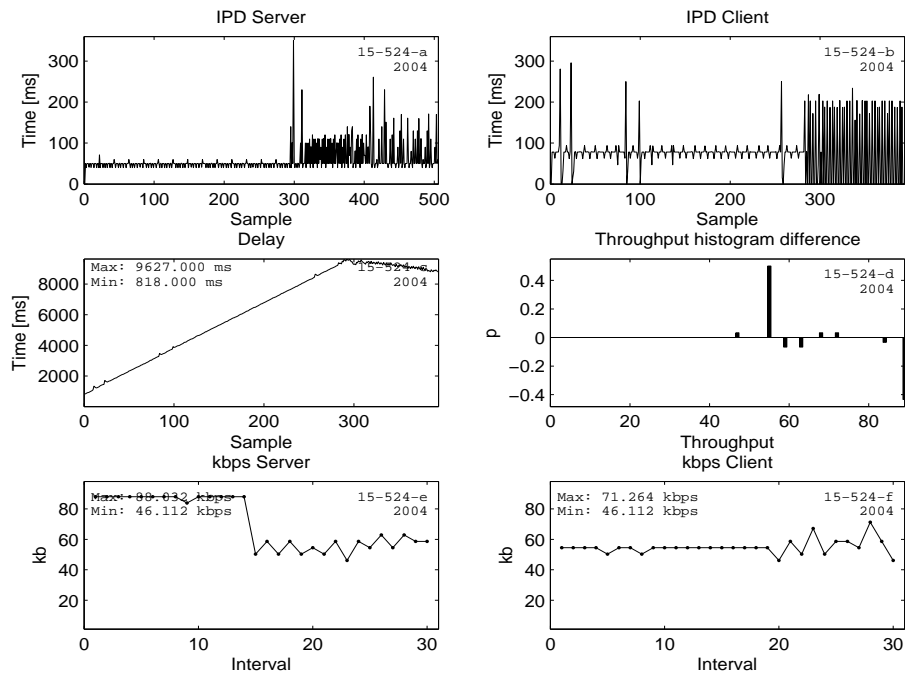 IPD Server
IPD Client
Time [ms]
300
200
100
0
15-524-a
2004
0 100 200 300 400 500
Sample
Time [ms]
300
200
100
0
15-524-b
2004
0 100 200 300
Sample
Delay
Throughput histogram difference
Time [ms]
8000
6000
4000
2000
Max: 9627.000 ms
Min: 818.000 ms
2004
0 100 200 300
Sample
p
0.4
0.2
0
−0.2
−0.4
15-524-d
2004
0 20 40 60 80
Throughput
kbps Server
kbps Client
kb
80
60
40
20
Min: 46.112 kbps
15-524-e
2004
0 10 20 30
Interval
kb
80
60
40
20
Max: 71.264 kbps
Min: 46.112 kbps
15-524-f
2004
0 10 20 30
Interval